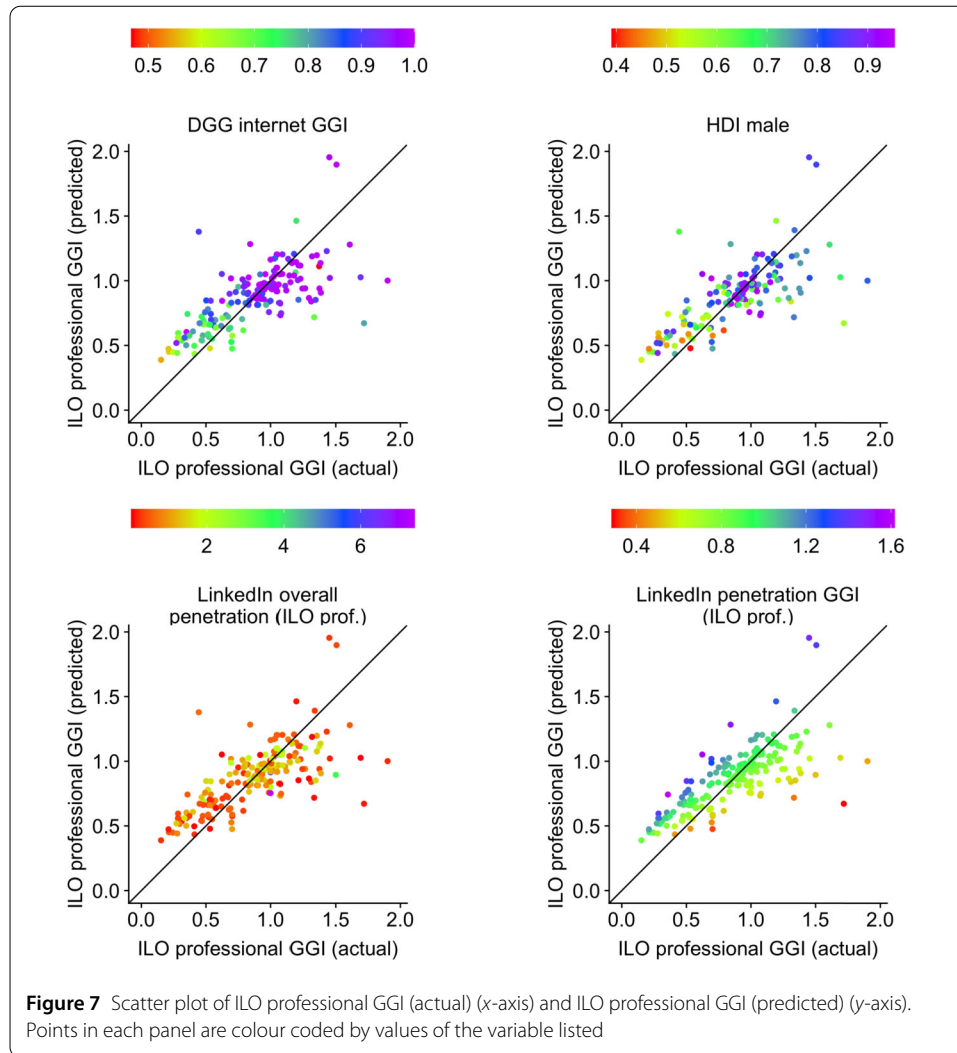 0.5 0.6 0.7 0.8 0.9 1.0
DGG internet GGI
ILO professional GGI (predicted)
2.0
1.5
1.0
0.5
0.0
0.0 0.5 1.0 1.5 2.0
ILO professional GGI (actual)
0.4 0.5 0.6 0.7 0.8 0.9
HDI male
ILO professional GGI (predicted)
2.0
1.5
1.0
0.5
0.0
0.0 0.5 1.0 1.5 2.0
ILO professional GGI (actual)
2 4 6
LinkedIn overall
penetration (ILO prof.)
ILO professional GGI (predicted)
2.0
1.5
1.0
0.5
0.0
0.0 0.5 1.0 1.5 2.0
ILO professional GGI (actual)
0.4 0.8 1.2 1.6
LinkedIn penetration GGI
(ILO prof.)
ILO professional GGI (predicted)
2.0
1.5
1.0
0.5
0.0
0.0 0.5 1.0 1.5 2.0
ILO professional GGI (actual)
Figure 7 Scatter plot of ILO professional GGI (actual) (x-axis) and ILO professional GGI (predicted) (y-axis).
Points in each panel are colour coded by values of the variable listed